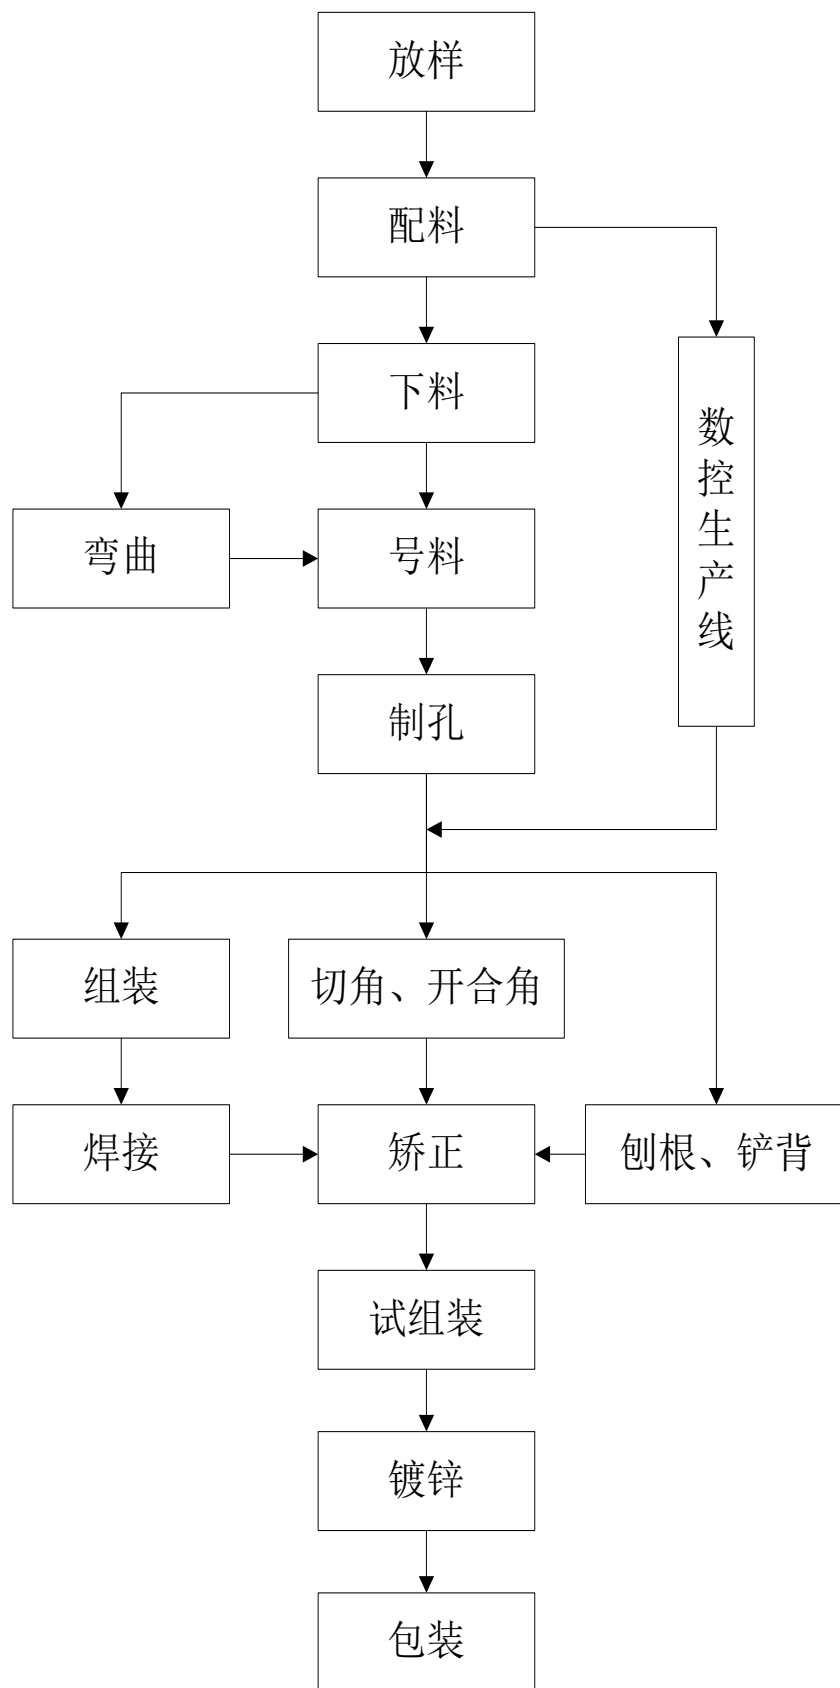 放样
配料
下料
数控生产线
弯曲
号料
制孔
组装
切角、开合角
焊接
矫正
刨根、铲背
试组装
镀锌
包装